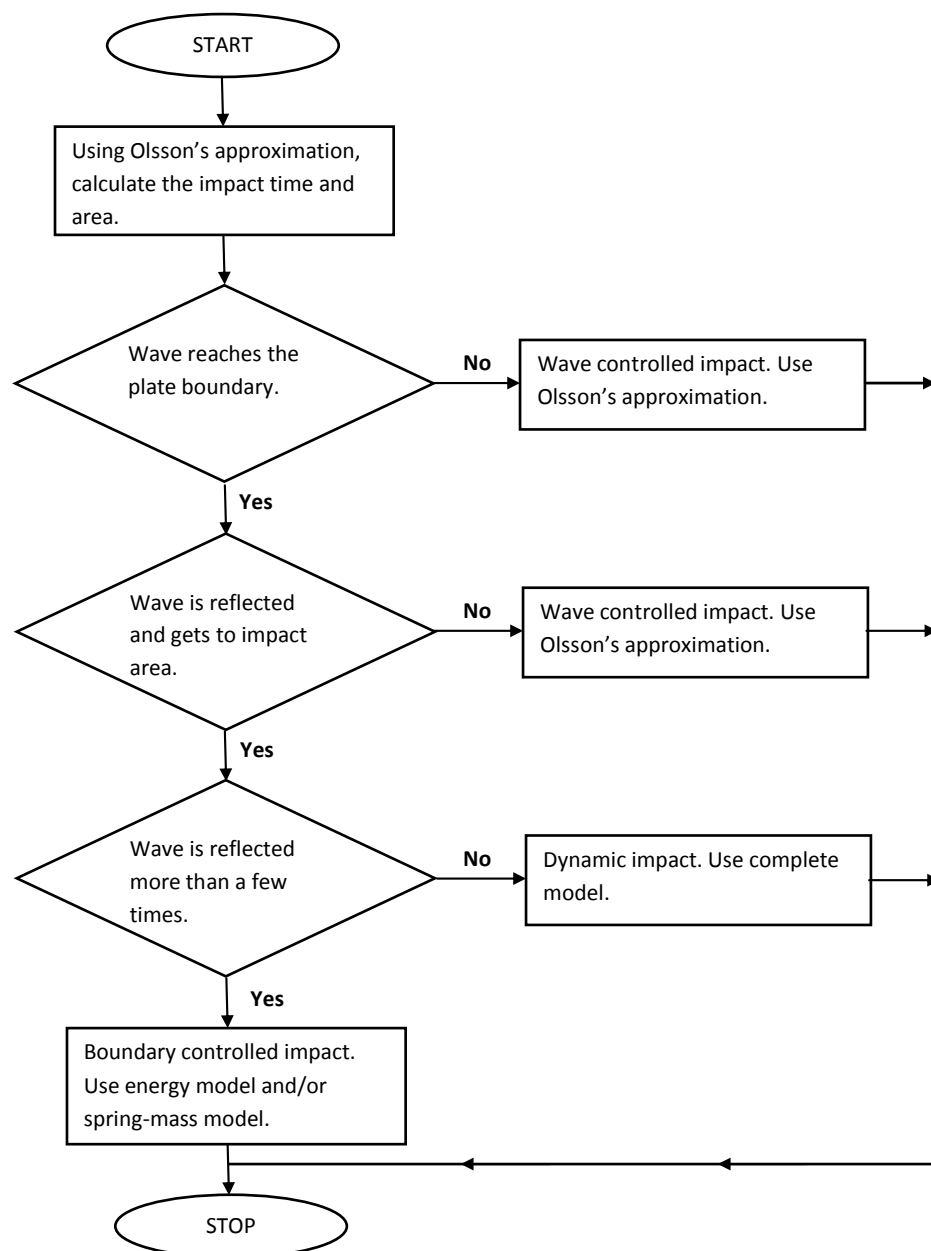 START
Using Olsson’s approximation,
calculate the impact time and
area.
Wave reaches the
plate boundary.
No
Wave controlled impact. Use
Olsson’s approximation.
Yes
Wave is reflected
and gets to impact
area.
No
Wave controlled impact. Use
Olsson’s approximation.
Yes
Wave is reflected
more than a few
times.
No
Dynamic impact. Use complete
model.
Yes
Boundary controlled impact.
Use energy model and/or
spring-mass model.
STOP